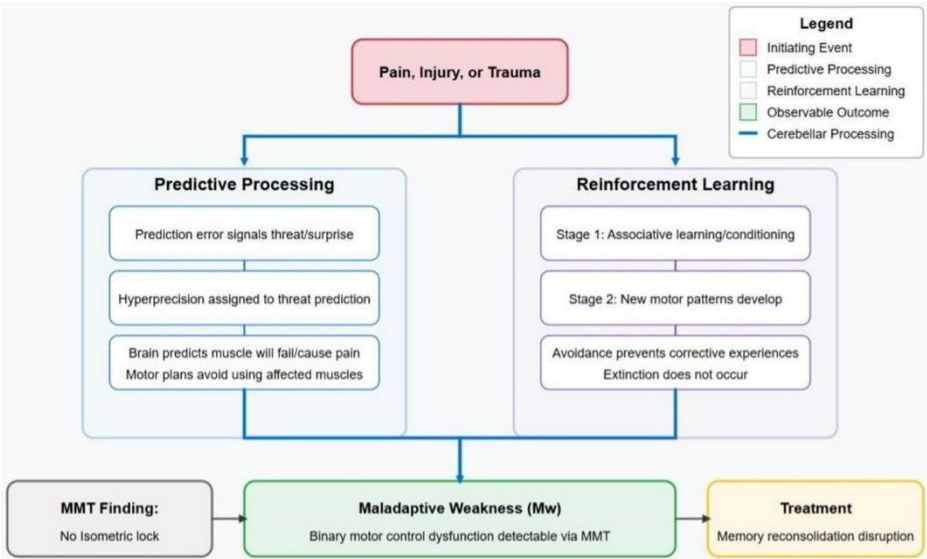 Legend
Initiating Event
Predictive Processing
Reinforcement Learning
Observable Outcome
Cerebellar Processing
Pain, Injury, or Trauma
Predictive Processing
Prediction error signals threat/surprise
Hyperprecision assigned to threat prediction
Brain predicts muscle will fail/cause pain
Motor plans avoid using affected muscles
Reinforcement Learning
Stage 1: Associative learning/conditioning
Stage 2: New motor patterns develop
Avoidance prevents corrective experiences
Extinction does not occur
MMT Finding:
No Isometric lock
Maladaptive Weakness (Mw)
Binary motor control dysfunction detectable via MMT
Treatment
Memory reconsolidation disruption